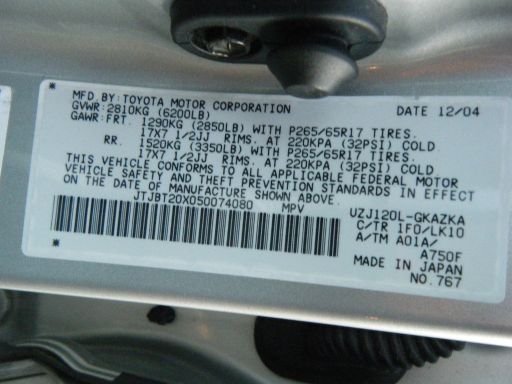 MFD.BY:TOYOTA MOTOR CORPORATION DATE 12/04
GVWR:2810KG (6200LB)
GAWR:FRT. 1290KG (2850LB) WITH P265/65R17 TIRES.
17X7 1/2JJ RIMS. AT 220KPA (32PSI) COLD
RR. 1520KG (3350LB) WITH P265/65R17 TIRES.
17X7 1/2JJ RIMS. AT 220KPA (32PSI) COLD
THIS VEHICLE CONFORMS TO ALL APPLICABLE FEDERAL MOTOR
VEHICLE SAFETY AND THEFT PREVENTION STANDARDS IN EFFECT
ON THE DATE OF MANUFACTURE SHOWN ABOVE.
JTJBT20X050074080 MPV
UZJ120L-GKAZKA
C/TR 1F0/LK10
A/TM A01A/
A750F
MADE IN JAPAN
NO.767